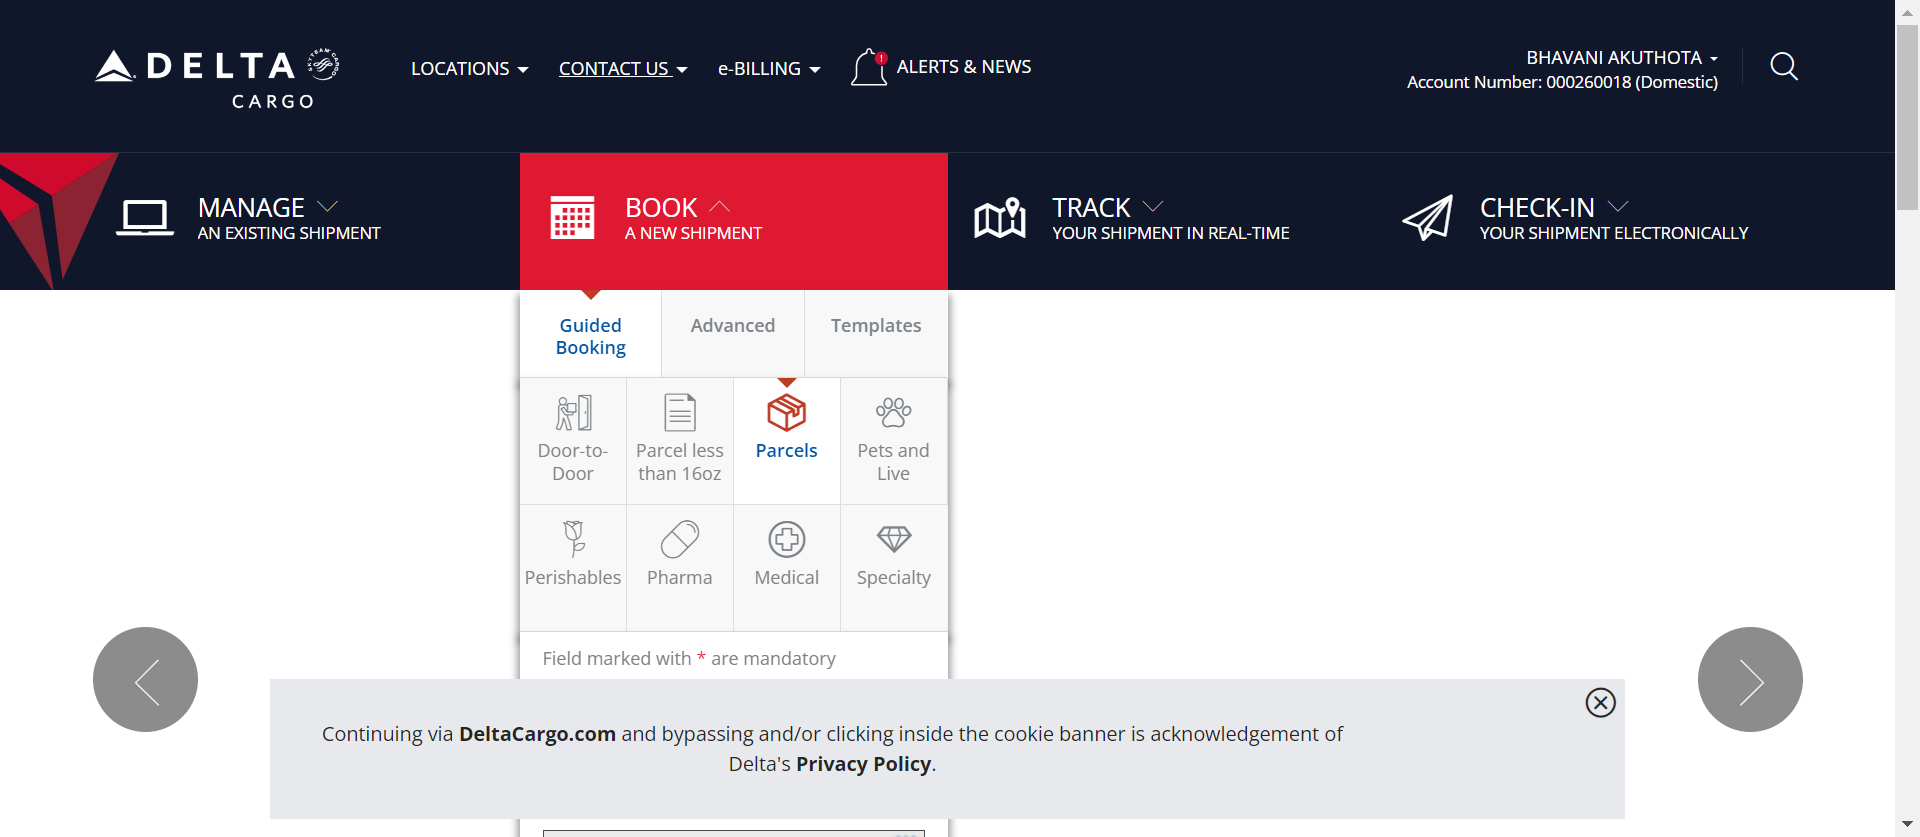 DELTA
CARGO
LOCATIONS
CONTACT US
e-BILLING
ALERTS & NEWS
BHAVANI AKUTHOTA
Account Number: 000260018 (Domestic)
MANAGE
AN EXISTING SHIPMENT
BOOK
A NEW SHIPMENT
TRACK
YOUR SHIPMENT IN REAL-TIME
CHECK-IN
YOUR SHIPMENT ELECTRONICALLY
Guided
Booking
Advanced
Templates
Door-to-
Door
Parcel less
than 16oz
Parcels
Pets and
Live
Perishables
Pharma
Medical
Specialty
Field marked with * are mandatory
Continuing via DeltaCargo.com and bypassing and/or clicking inside the cookie banner is acknowledgement of
Delta's Privacy Policy.